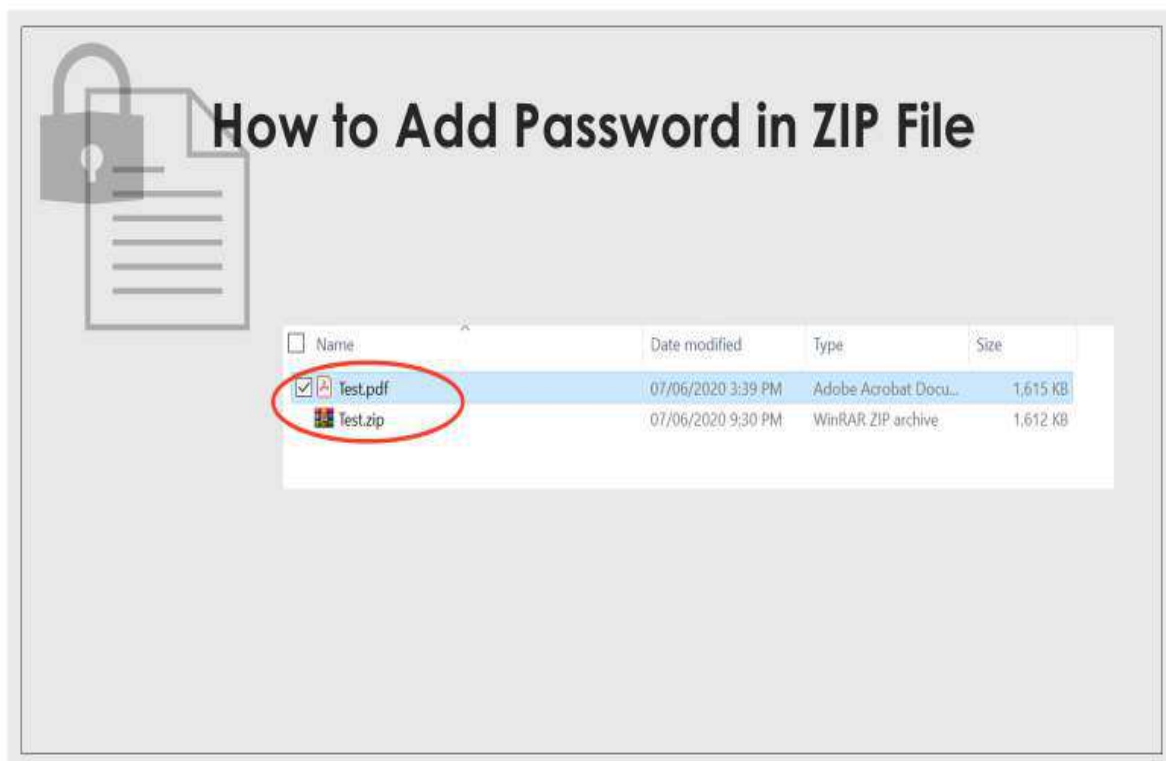 How to Add Password in ZIP File
Name Date modified Type Size
Test.pdf 07/06/2020 3:39 PM Adobe Acrobat Docu... 1,615 KB
Test.zip 07/06/2020 9:30 PM WinRAR ZIP archive 1,612 KB